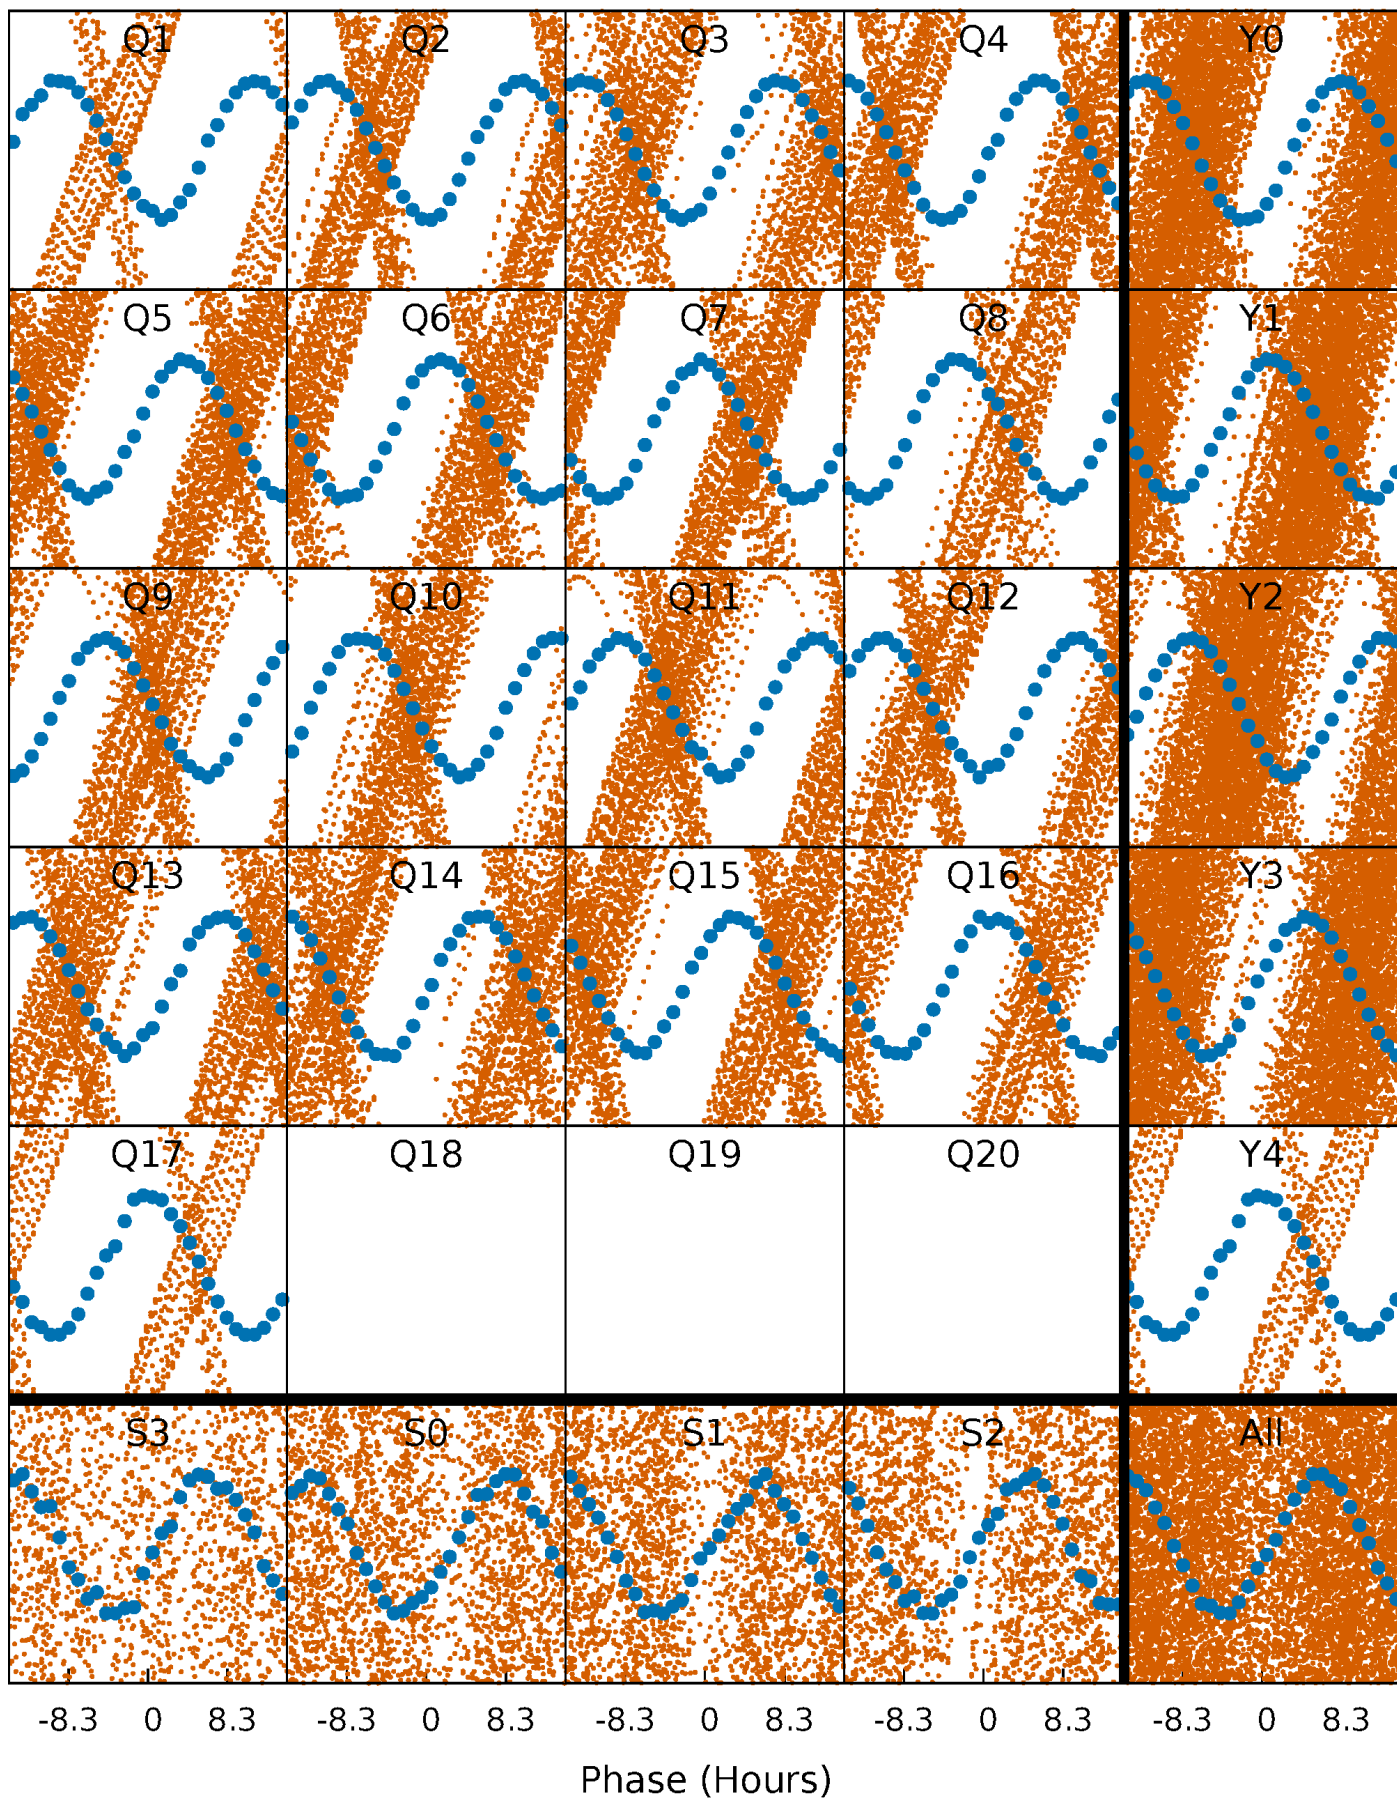 Q1 Q2 Q3 Q4 Y0
Q5 Q6 Q7 Q8 Y1
Q9 Q10 Q11 Q12 Y2
Q13 Q14 Q15 Q16 Y3
Q17 Q18 Q19 Q20 Y4
S3 S0 S1 S2 All
-8.3 0 8.3 -8.3 0 8.3 -8.3 0 8.3 -8.3 0 8.3 -8.3 0 8.3
Phase (Hours)